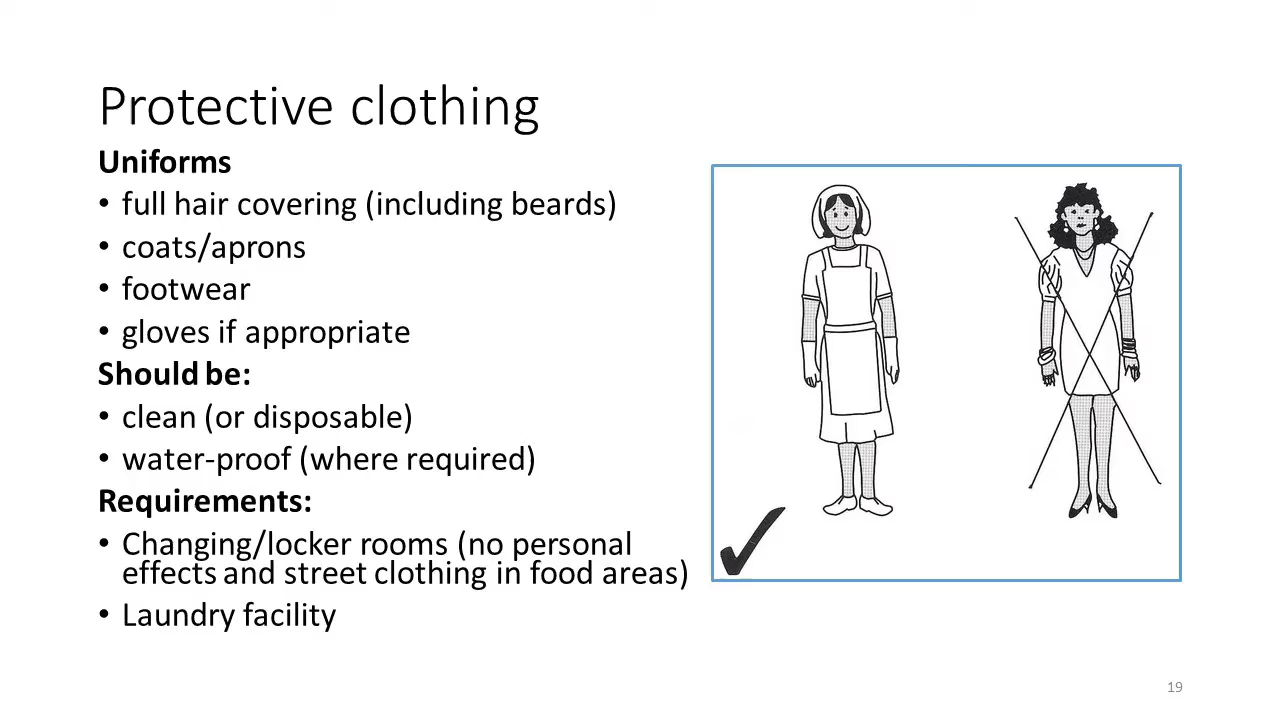 Protective clothing
Uniforms
• full hair covering (including beards)
• coats/aprons
• footwear
• gloves if appropriate
Should be:
• clean (or disposable)
• water-proof (where required)
Requirements:
• Changing/locker rooms (no personal
effects and street clothing in food areas)
• Laundry facility
19